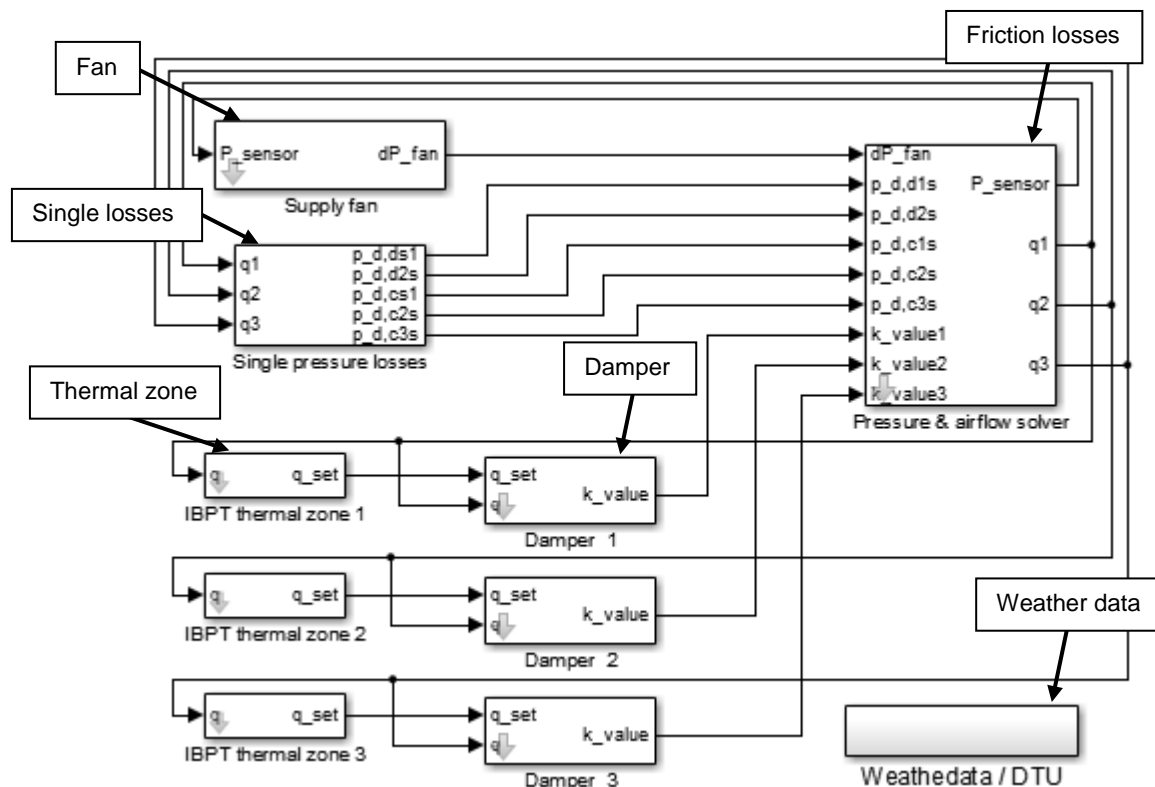 Friction losses
Fan
P_sensor
dP_fan
Supply fan
dP_fan
p_d,d1s
p_d,d2s
p_d,c1s
p_d,c2s
p_d,c3s
k_value1
k_value2
k_value3
P_sensor
q1
q2
q3
Pressure & airflow solver
Single losses
q1
q2
q3
p_d,ds1
p_d,d2s
p_d,cs1
p_d,c2s
p_d,c3s
Single pressure losses
Thermal zone
Damper
q
q_set
IBPT thermal zone 1
q_set
q
k_value
Damper 1
q
q_set
IBPT thermal zone 2
q_set
q
k_value
Damper 2
Weather data
q
q_set
IBPT thermal zone 3
q_set
q
k_value
Damper 3
Weathedata / DTU